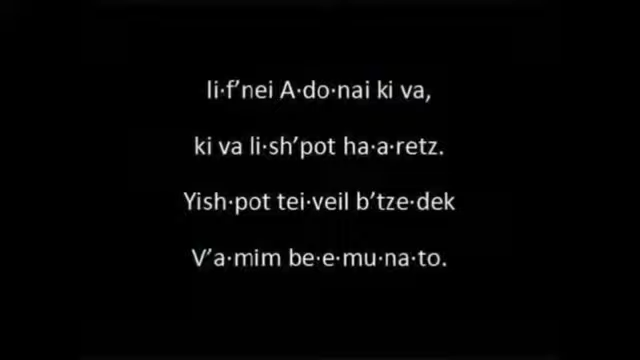 li·f’nei A·do·nai ki va,
ki va li·sh’pot ha·a·retz.
Yish·pot tei·veil b’tze·dek
V’a·mim be·e·mu·na·to.